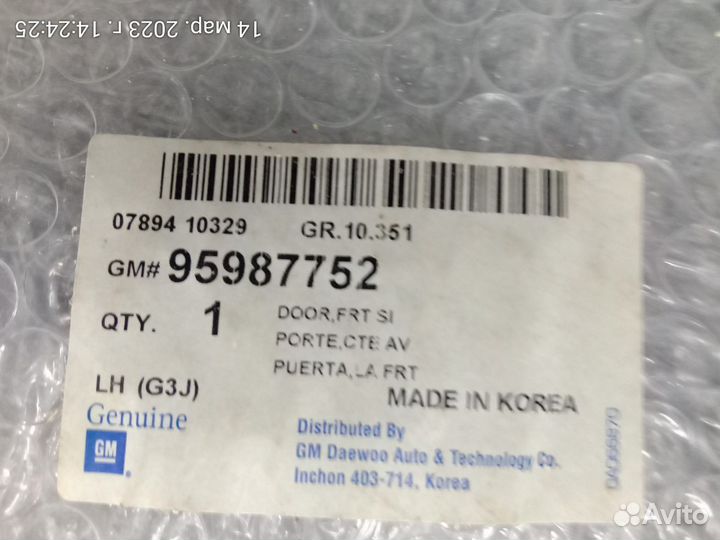 14 мар. 2023 г. 14:24:25
07894 10329 GR.10.351
GM# 95987752
QTY. 1
DOOR,FRT SI
PORTE,CTE AV
PUERTA,LA FRT
LH (G3J)
MADE IN KOREA
Genuine
GM
Distributed By
GM Daewoo Auto & Technology Co.
Inchon 403-714, Korea
Avito